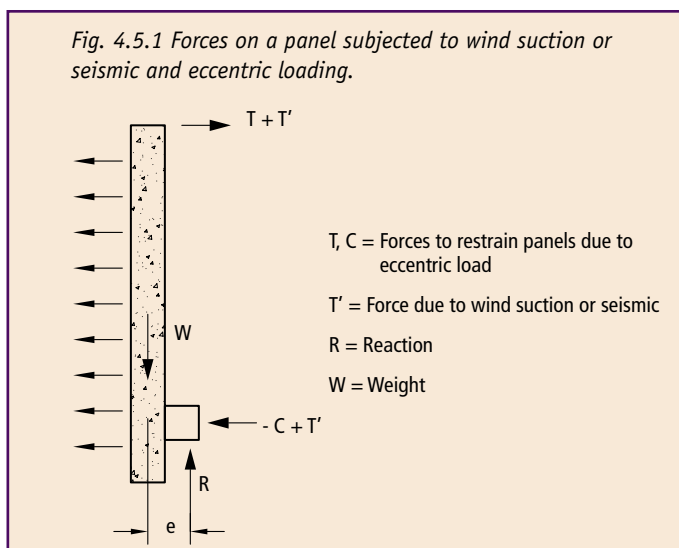 Fig. 4.5.1 Forces on a panel subjected to wind suction or
seismic and eccentric loading.
T + T’
T, C = Forces to restrain panels due to
eccentric load
T’ = Force due to wind suction or seismic
W
R = Reaction
W = Weight
- C + T’
R
e